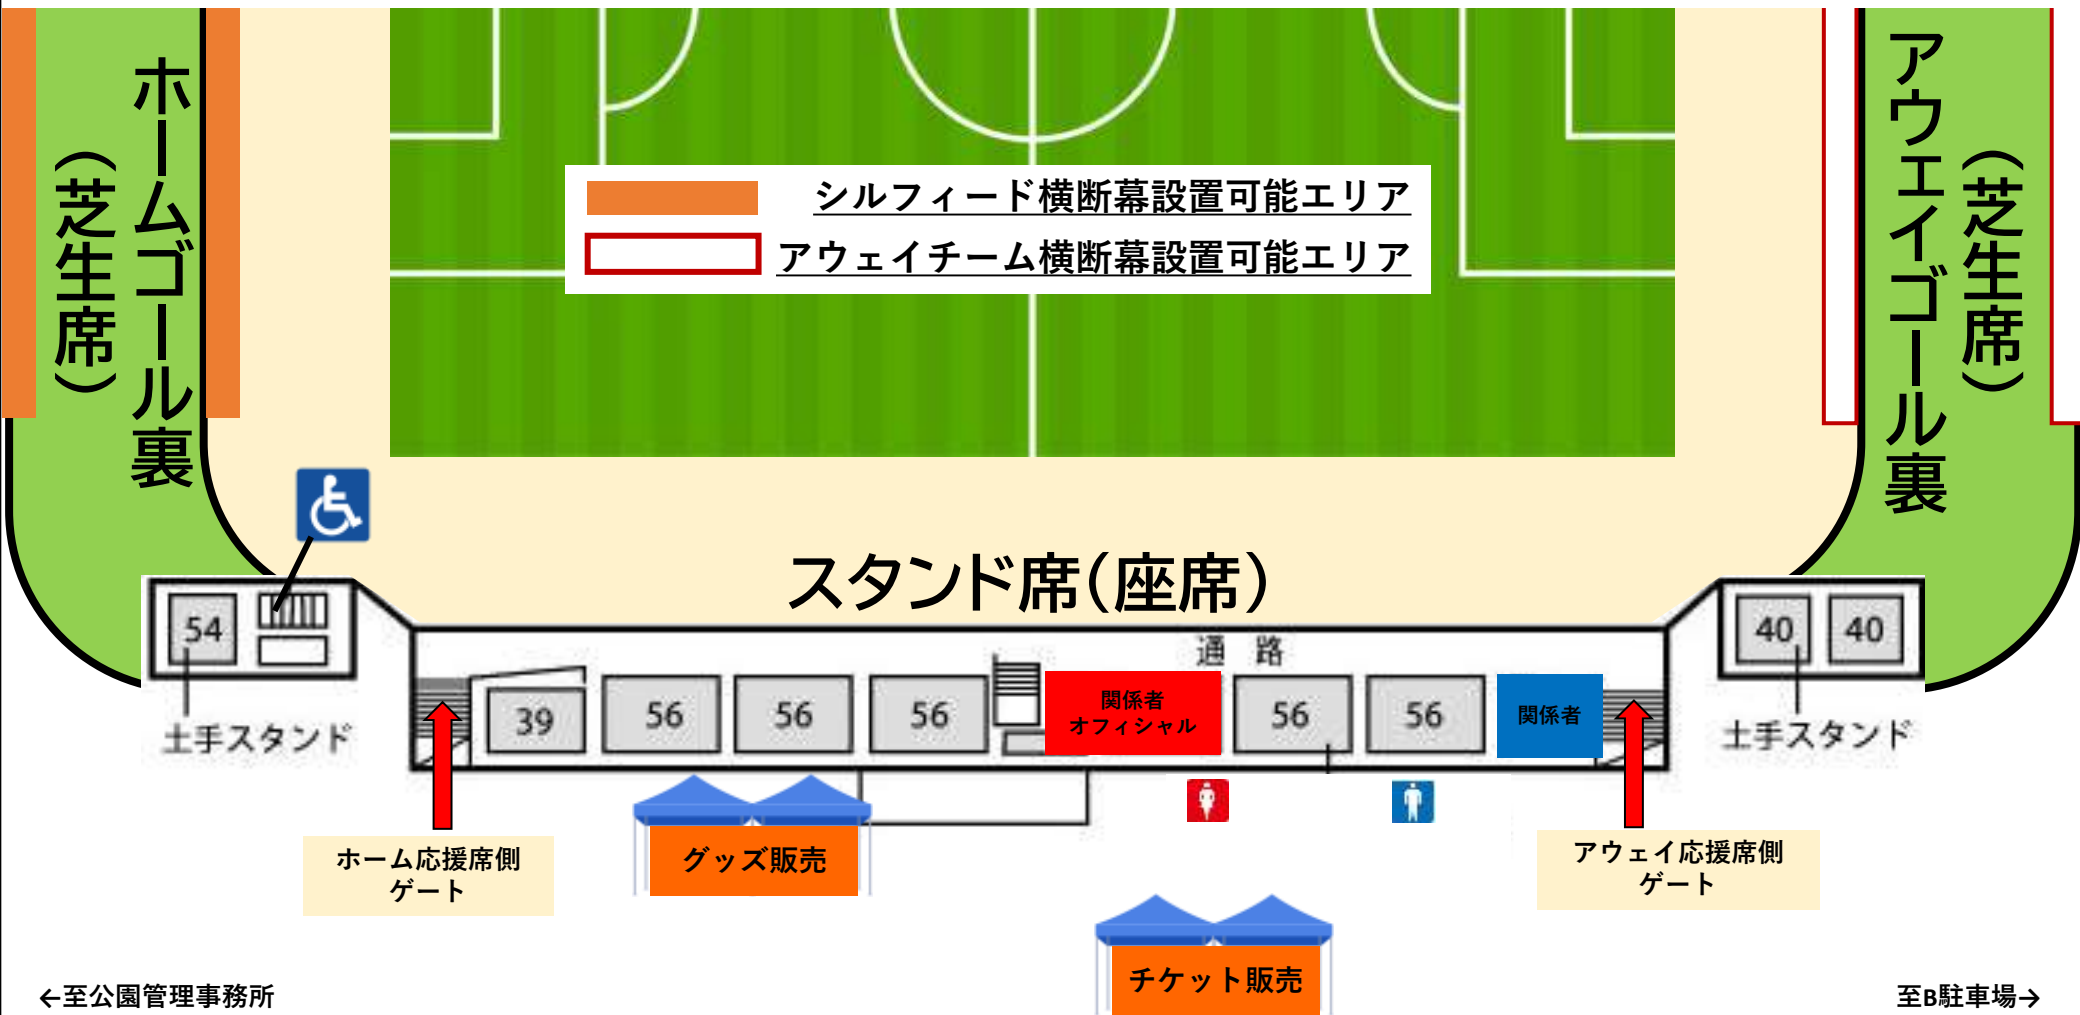 ホームゴール裏
（芝生席）
アウェイゴール裏
（芝生席）
シルフィード横断幕設置可能エリア
アウェイチーム横断幕設置可能エリア
スタンド席（座席）
通 路
54
土手スタンド
39
56
56
56
関係者
オフィシャル
56
56
関係者
40
40
土手スタンド
ホーム応援席側
ゲート
グッズ販売
アウェイ応援席側
ゲート
チケット販売
←至公園管理事務所
至B駐車場→